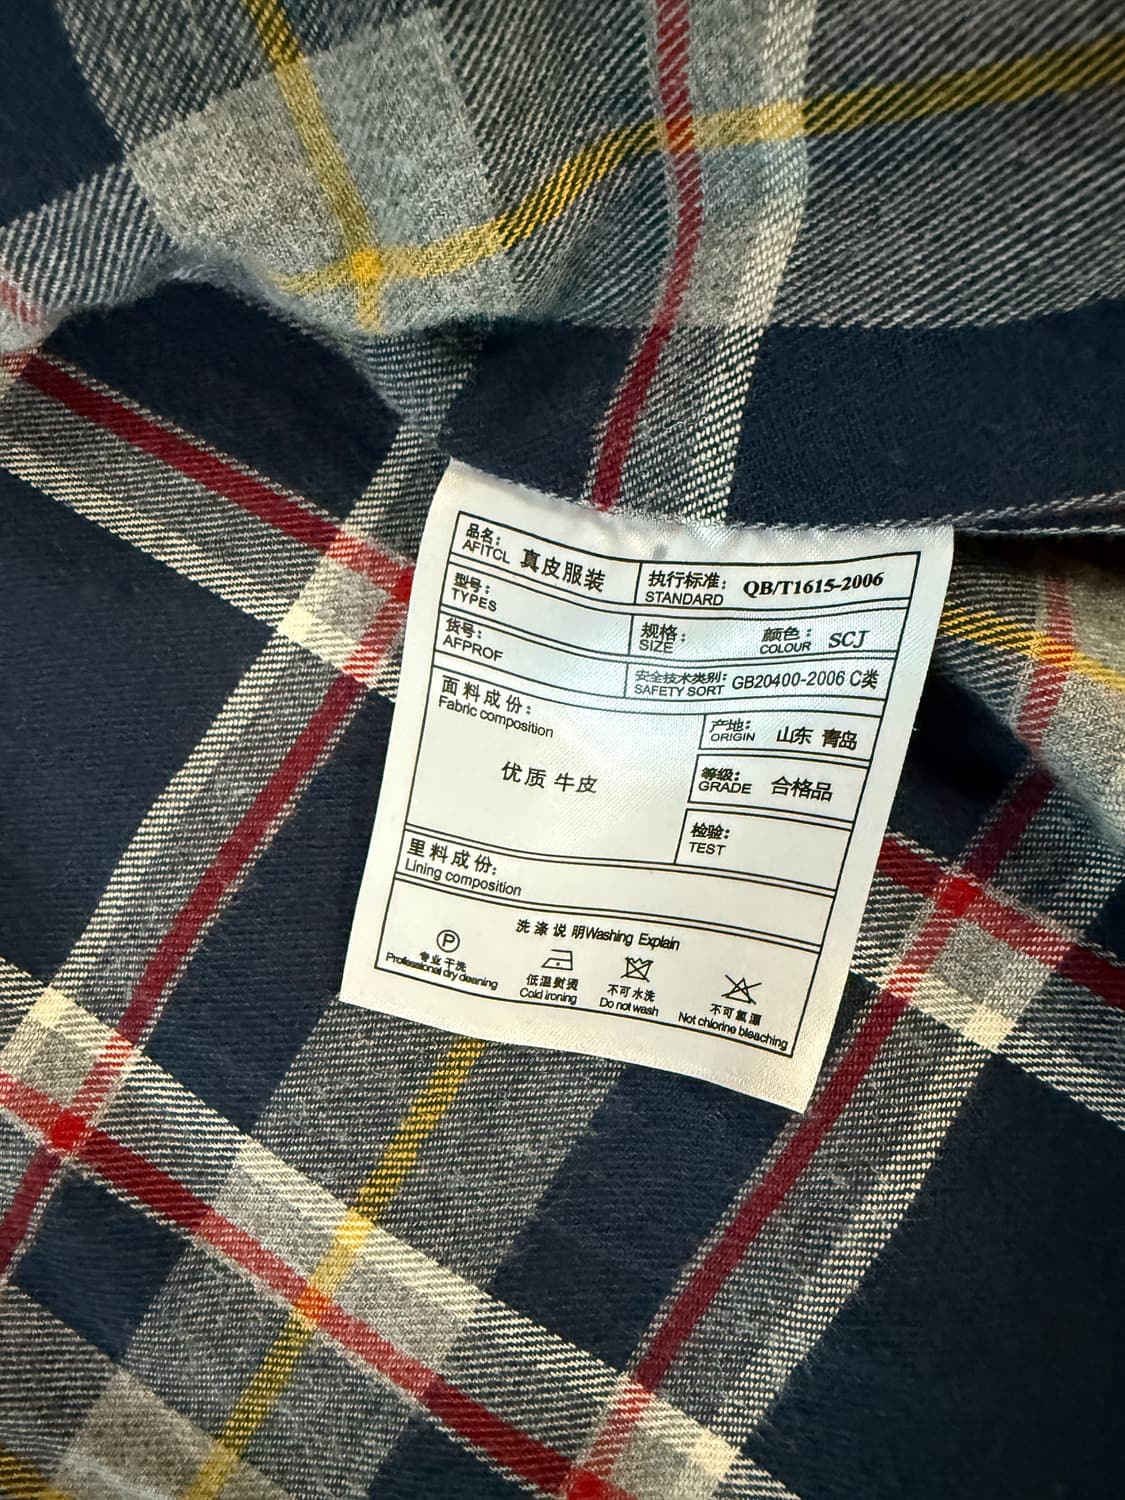 品名: 真皮服装
AFITCL
执行标准: QB/T1615-2006
STANDARD
型号:
TYPES
规格:
SIZE
颜色: SCJ
COLOUR
货号:
AFPROF
安全技术类别: GB20400-2006 C类
SAFETY SORT
面料成份:
Fabric composition
优质 牛皮
产地: 山东 青岛
ORIGIN
等级: 合格品
GRADE
检验:
TEST
里料成份:
Lining composition
洗涤说明Washing Explain
P
专业干洗
Professional dry cleaning
低温熨烫
Cold ironing
不可水洗
Do not wash
不可氯漂
Not chlorine bleaching